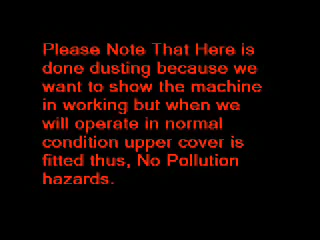 Please Note That Here is
done dusting because we
want to show the machine
in working but when we
will operate in normal
condition upper cover is
fitted thus, No Pollution
hazards.